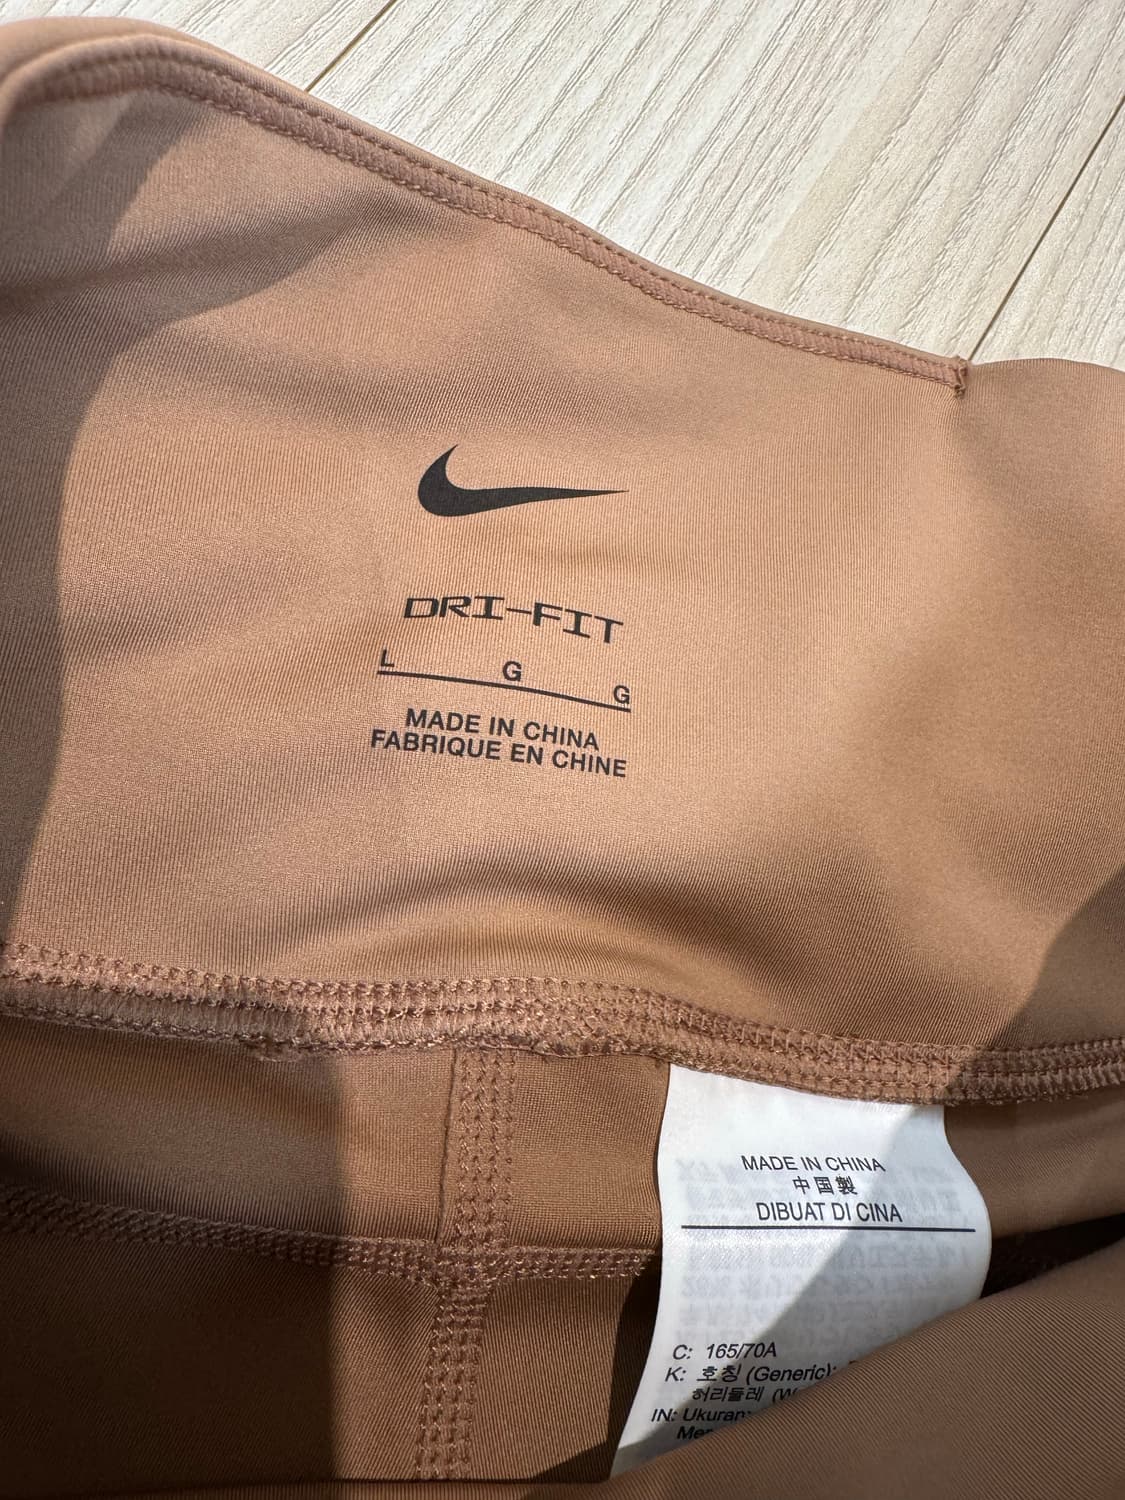 DRI-FIT
L G G
MADE IN CHINA
FABRIQUE EN CHINE
MADE IN CHINA
中国製
DIBUAT DI CINA
C: 165/70A
K: 호칭 (Generic):
허리둘레
IN: Ukuran: